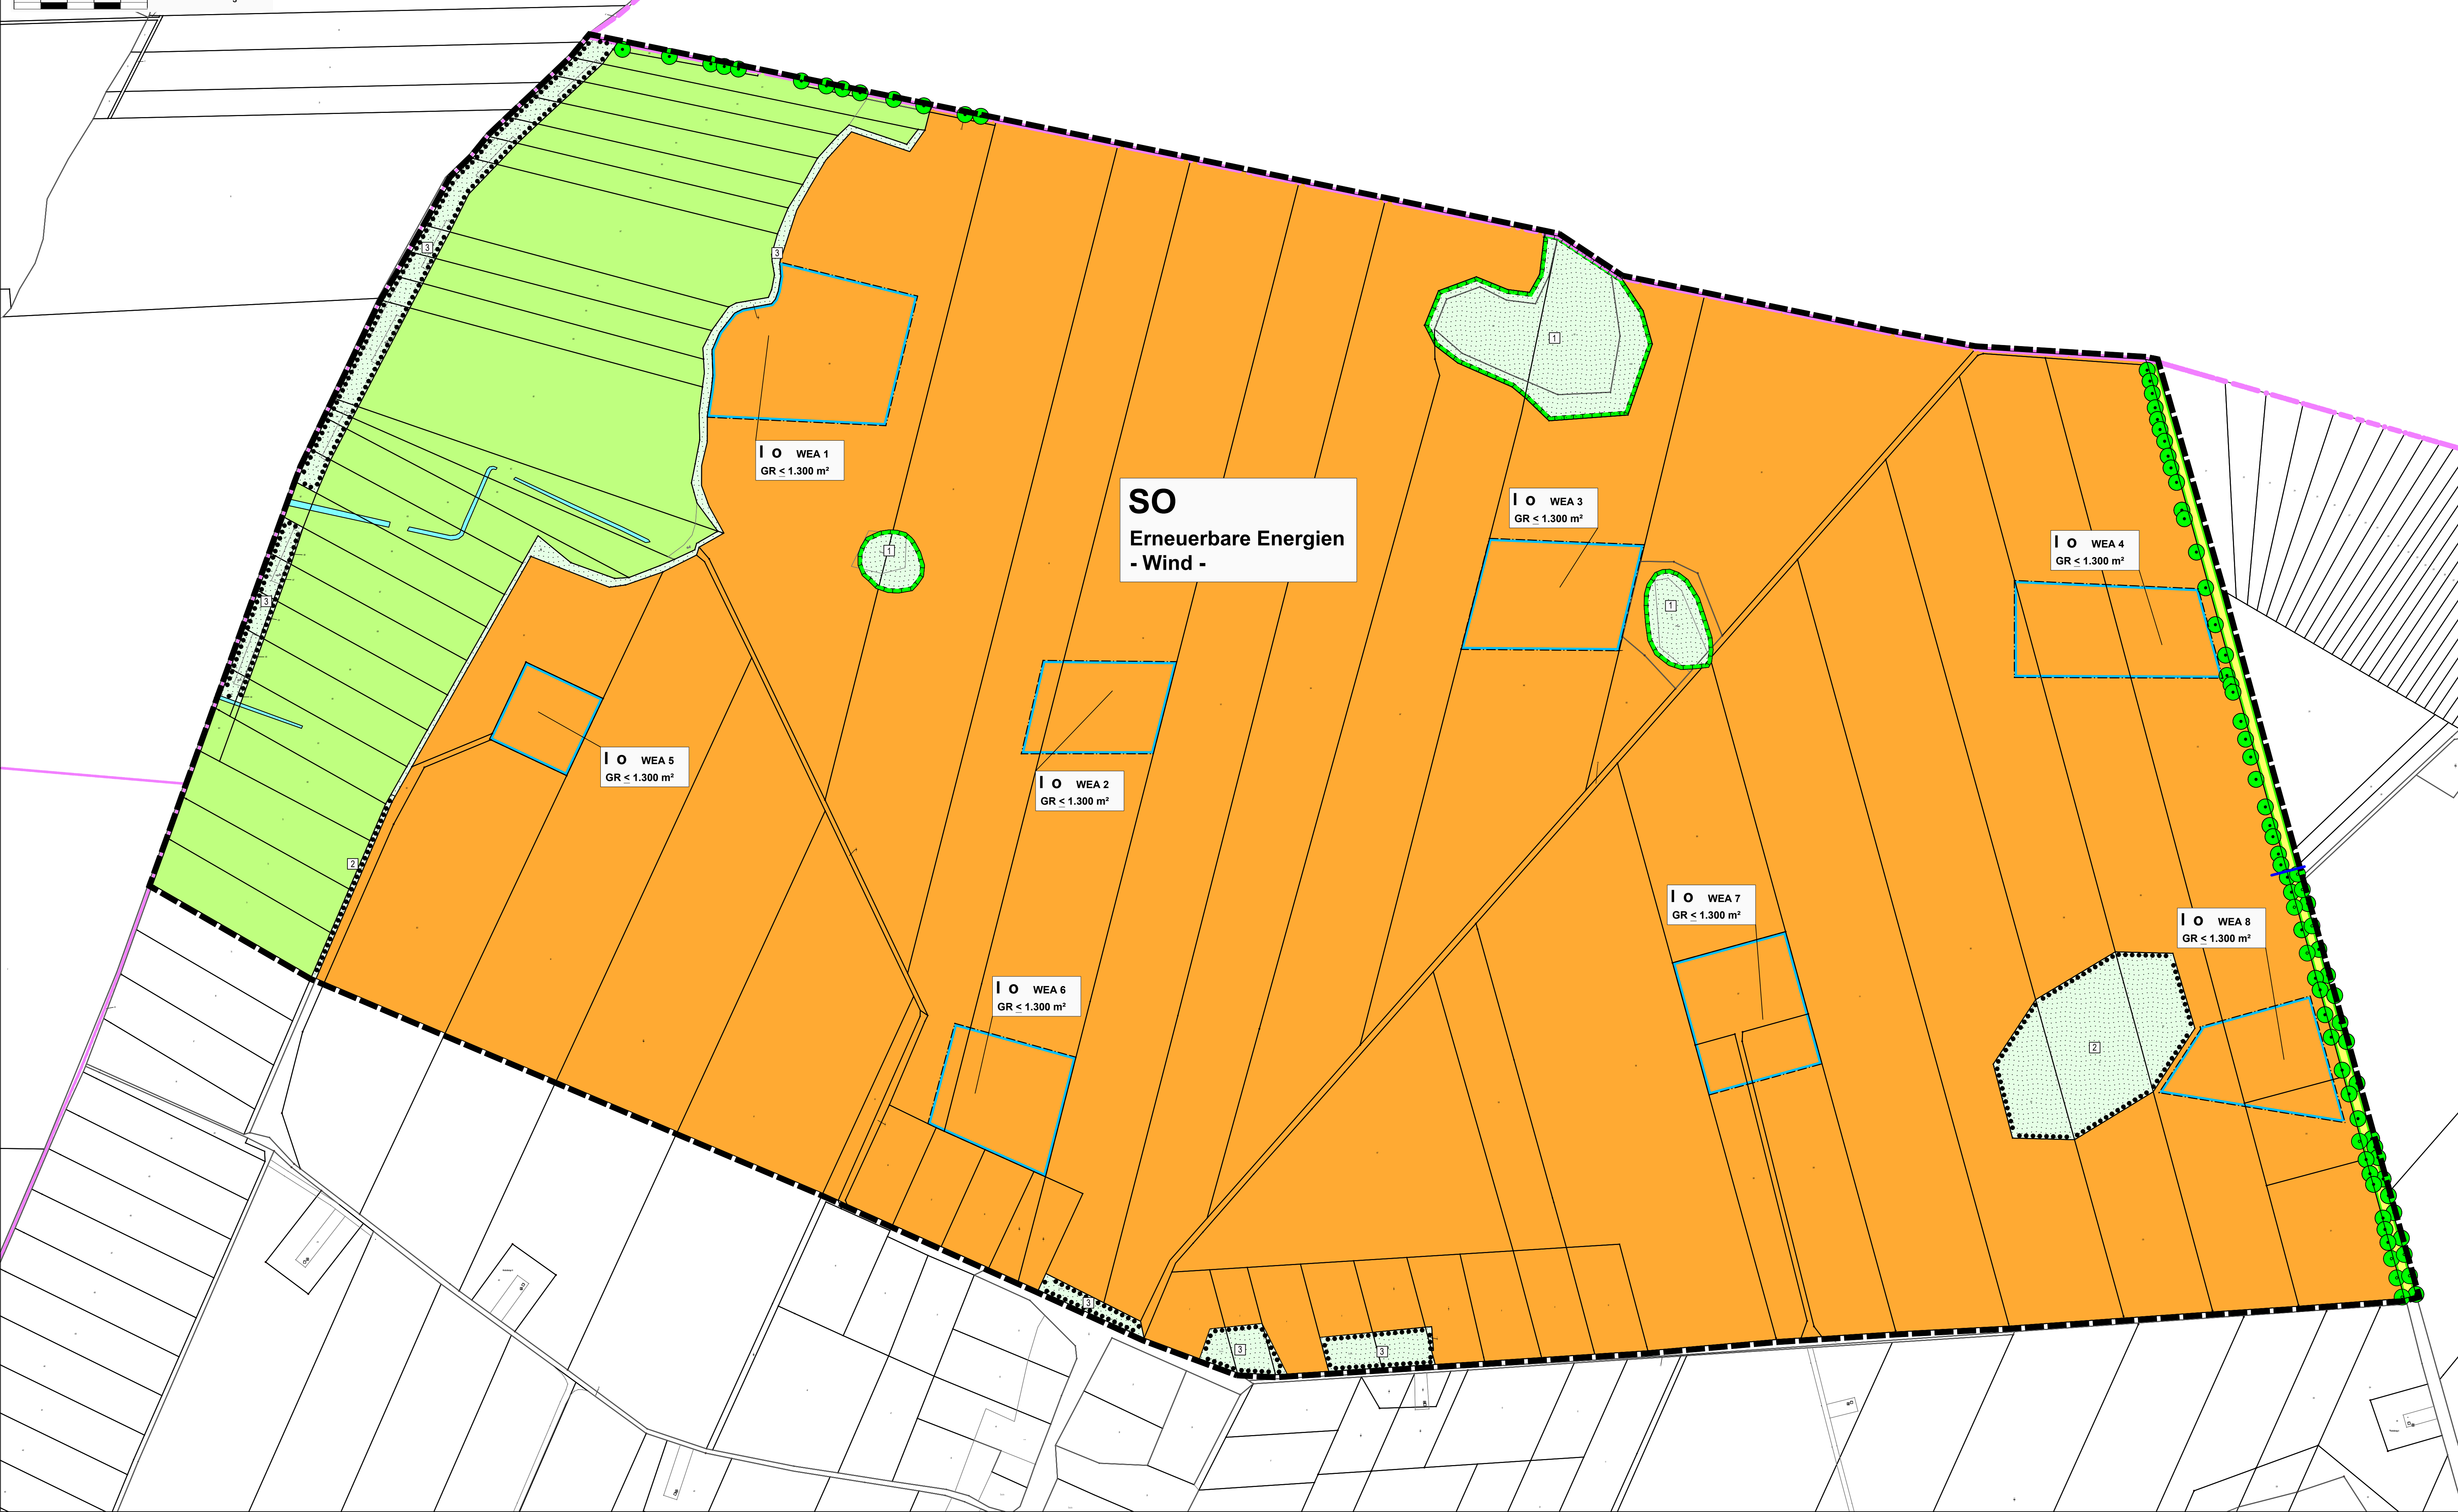 3
3
I o WEA 1
GR ≤ 1.300 m²
1
SO
Erneuerbare Energien
- Wind -
I o WEA 3
GR ≤ 1.300 m²
1
1
I o WEA 4
GR ≤ 1.300 m²
3
I o WEA 5
GR ≤ 1.300 m²
I o WEA 2
GR ≤ 1.300 m²
2
I o WEA 7
GR ≤ 1.300 m²
I o WEA 8
GR ≤ 1.300 m²
I o WEA 6
GR ≤ 1.300 m²
2
3
3
3